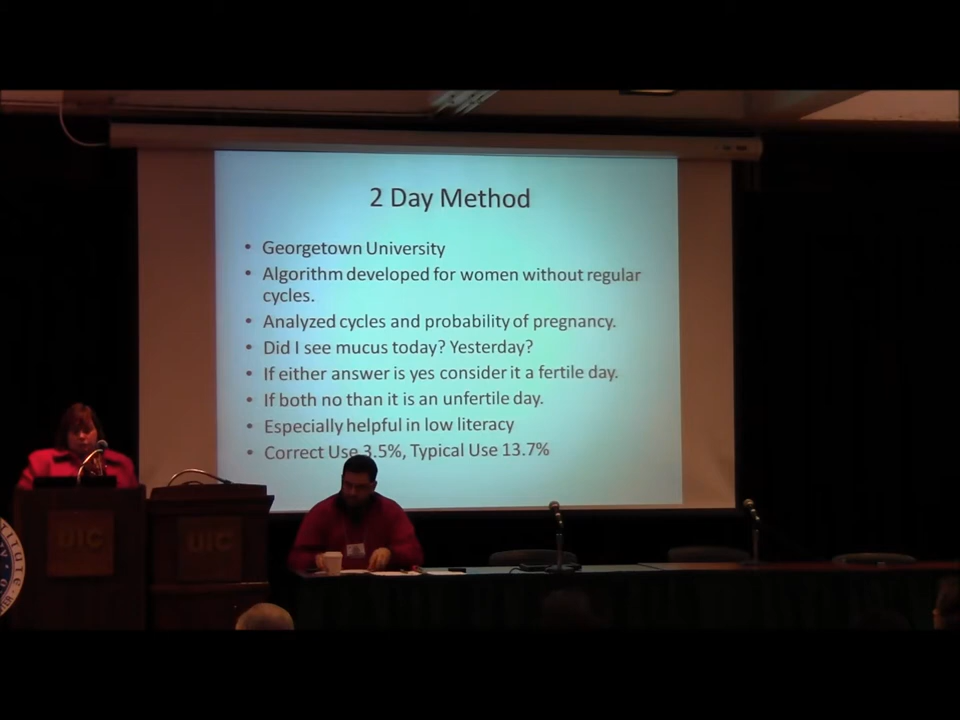 2 Day Method
• Georgetown University
• Algorithm developed for women without regular
cycles.
• Analyzed cycles and probability of pregnancy.
• Did I see mucus today? Yesterday?
• If either answer is yes consider it a fertile day.
• If both no than it is an unfertile day.
• Especially helpful in low literacy
• Correct Use 3.5%, Typical Use 13.7%
UIC
UIC